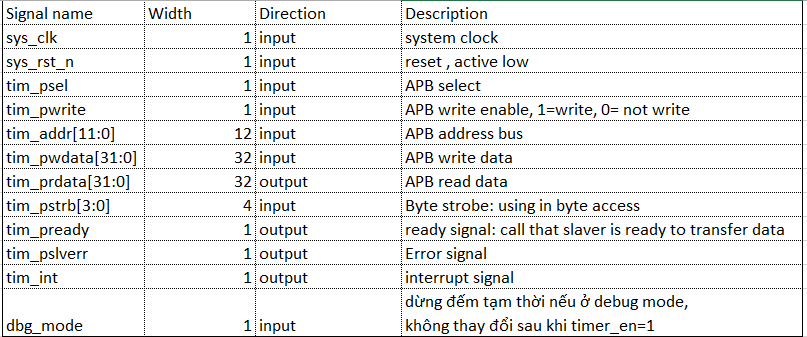 Signal name Width Direction Description
sys_clk 1 input system clock
sys_rst_n 1 input reset , active low
tim_psel 1 input APB select
tim_pwrite 1 input APB write enable, 1=write, 0= not write
tim_addr[11:0] 12 input APB address bus
tim_pwdata[31:0] 32 input APB write data
tim_prdata[31:0] 32 output APB read data
tim_pstrb[3:0] 4 input Byte strobe: using in byte access
tim_pready 1 output ready signal: call that slaver is ready to transfer data
tim_pslverr 1 output Error signal
tim_int 1 output interrupt signal
dừng đếm tạm thời nếu ở debug mode,
dbg_mode 1 input không thay đổi sau khi timer_en=1